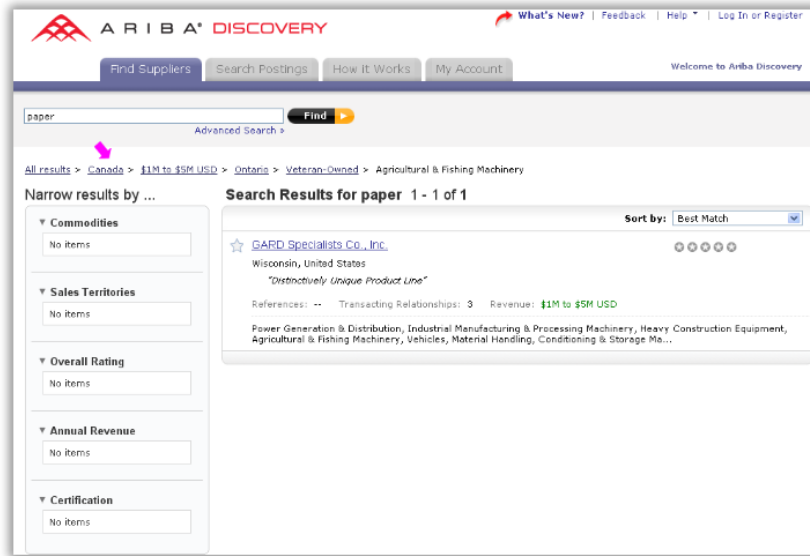 What's New? | Feedback | Help | Log In or Register
ARIBA® DISCOVERY
Find Suppliers Search Postings How it Works My Account Welcome to Ariba Discovery
paper Find
Advanced Search »
All results > Canada > $1M to $5M USD > Ontario > Veteran-Owned > Agricultural & Fishing Machinery
Narrow results by ... Search Results for paper 1 - 1 of 1
Sort by: Best Match
Commodities
No items
GARD Specialists Co., Inc.
Wisconsin, United States
"Distinctively Unique Product Line"
References: -- Transacting Relationships: 3 Revenue: $1M to $5M USD
Power Generation & Distribution, Industrial Manufacturing & Processing Machinery, Heavy Construction Equipment,
Agricultural & Fishing Machinery, Vehicles, Material Handling, Conditioning & Storage Ma...
Sales Territories
No items
Overall Rating
No items
Annual Revenue
No items
Certification
No items